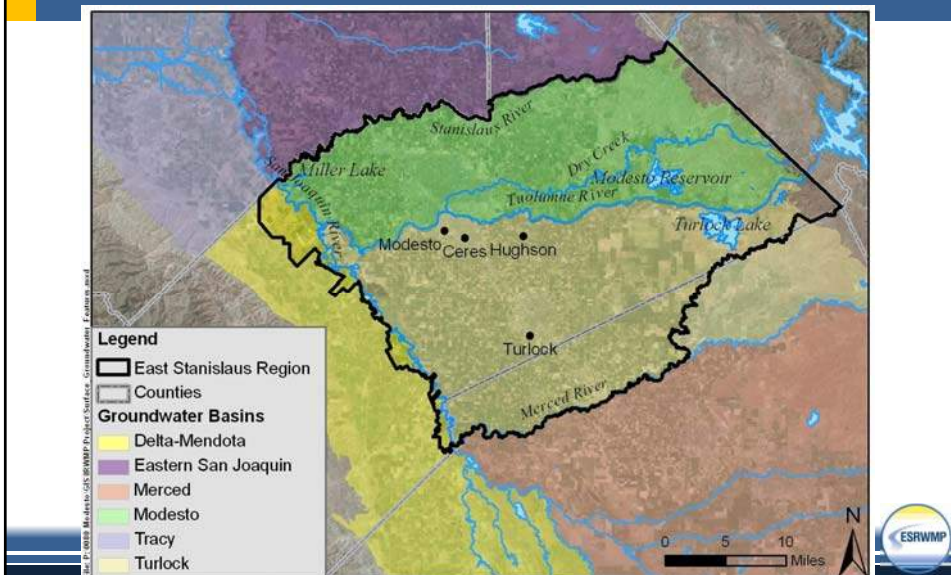 Stanislaus River
Dry Creek
Miller Lake
Modesto Reservoir
San Joaquin River
Tuolumne River
Turlock Lake
Modesto
Ceres
Hughson
Turlock
Merced River
Legend
East Stanislaus Region
Counties
Groundwater Basins
Delta-Mendota
Eastern San Joaquin
Merced
Modesto
Tracy
Turlock
N
0 5 10
Miles
ESRWMP